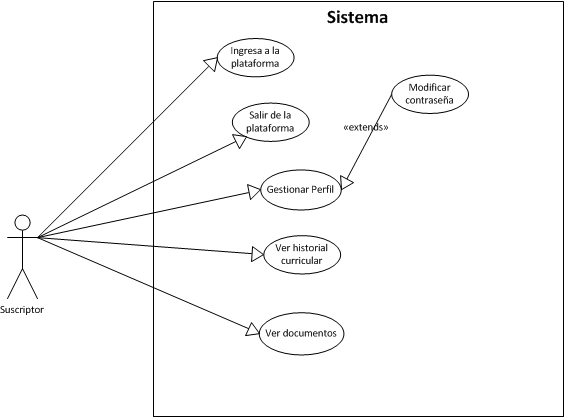 Sistema
Ingresa a la
plataforma
Modificar
contraseña
Salir de la
plataforma
«extends»
Gestionar Perfil
Ver historial
curricular
Suscriptor
Ver documentos